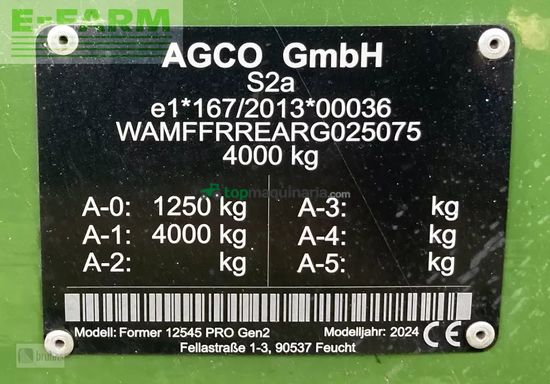 E-FARM
AGCO GmbH
S2a
e1*167/2013*00036
WAMFFRREARG025075
4000 kg
topmaquinaria.com
A-0: 1250 kg A-3: kg
A-1: 4000 kg A-4: kg
A-2: kg A-5: kg
Modell: Former 12545 PRO Gen2 Modelljahr: 2024 CE
Fellastraße 1-3, 90537 Feucht